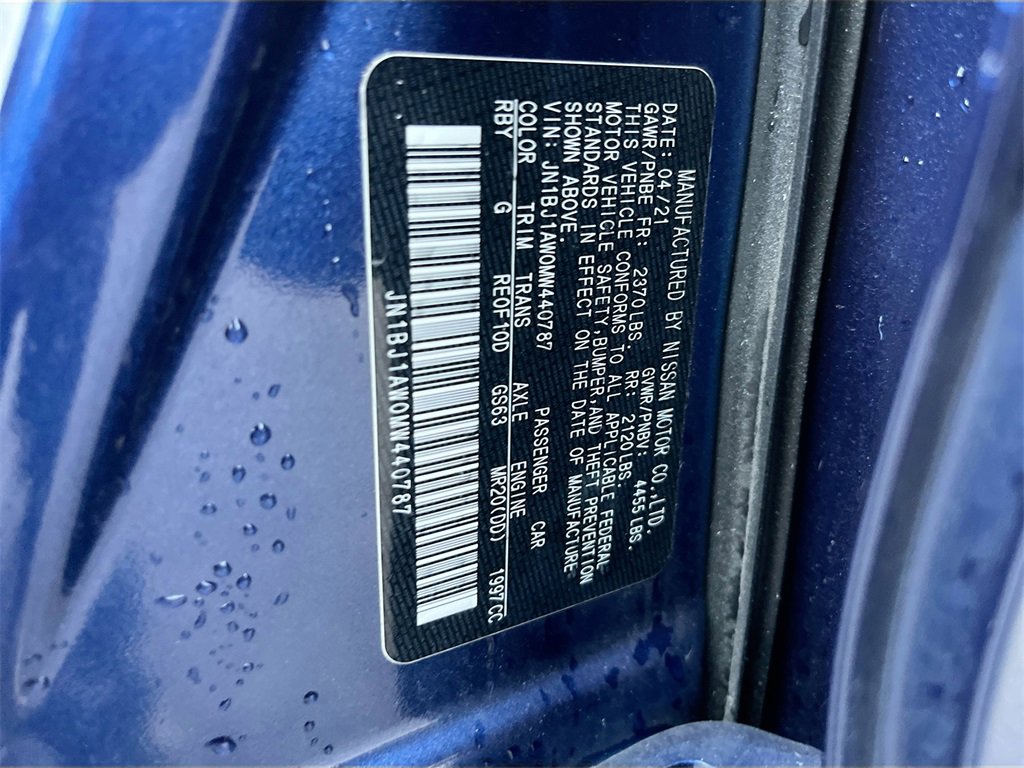 MANUFACTURED BY NISSAN MOTOR CO.,LTD.
DATE: 04/21 GVWR/PNBV: 4455 LBS.
GAWR/PNBE FR: 2370 LBS. RR: 2120 LBS.
THIS VEHICLE CONFORMS TO ALL APPLICABLE FEDERAL
MOTOR VEHICLE SAFETY,BUMPER,AND THEFT PREVENTION
STANDARDS IN EFFECT ON THE DATE OF MANUFACTURE
SHOWN ABOVE.
VIN: JN1BJ1AW0MW440787 PASSENGER CAR
COLOR TRIM TRANS AXLE ENGINE
RBY G RE0F10D GS63 MR20(DD) 1997CC
JN1BJ1AW0MW440787